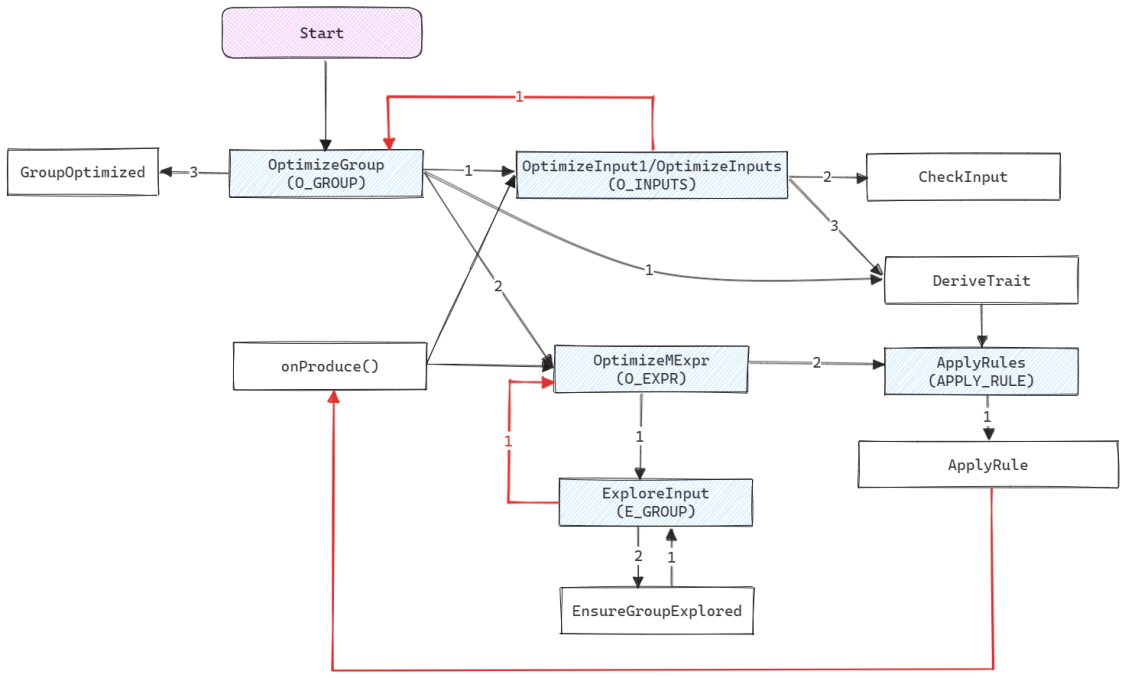 Start
1
GroupOptimized
3
OptimizeGroup
(O_GROUP)
1
OptimizeInput1/OptimizeInputs
(O_INPUTS)
2
CheckInput
3
1
DeriveTrait
2
onProduce()
OptimizeMExpr
(O_EXPR)
2
ApplyRules
(APPLY_RULE)
1
1
1
ApplyRule
ExploreInput
(E_GROUP)
2
1
EnsureGroupExplored